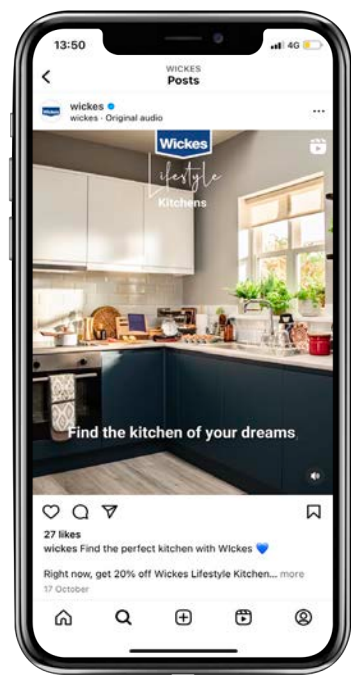 13:50
4G
WICKES
Posts
wickes
wickes · Original audio
Wickes
Lifestyle
Kitchens
Find the kitchen of your dreams
27 likes
wickes Find the perfect kitchen with WIckes 💙
Right now, get 20% off Wickes Lifestyle Kitchen... more
17 October